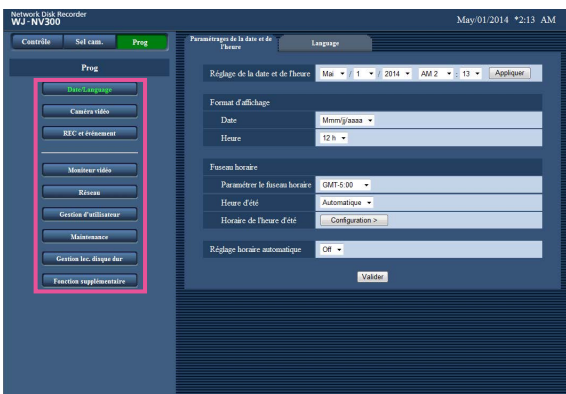 Network Disk Recorder
WJ-NV300
May/01/2014 *2:13 AM
Contrôle Sel cam. Prog
Prog
Date/Language
Caméra vidéo
REC et événement
Moniteur vidéo
Réseau
Gestion d'utilisateur
Maintenance
Gestion lec. disque dur
Fonction supplémentaire
Paramétrages de la date et de
l'heure
Language
Réglage de la date et de l'heure Mai / 1 / 2014 AM 2 : 13 Appliquer
Format d'affichage
Date Mmm/jj/aaaa
Heure 12 h
Fuseau horaire
Paramétrer le fuseau horaire GMT-5:00
Heure d'été Automatique
Horaire de l'heure d'été Configuration >
Réglage horaire automatique Off
Valider